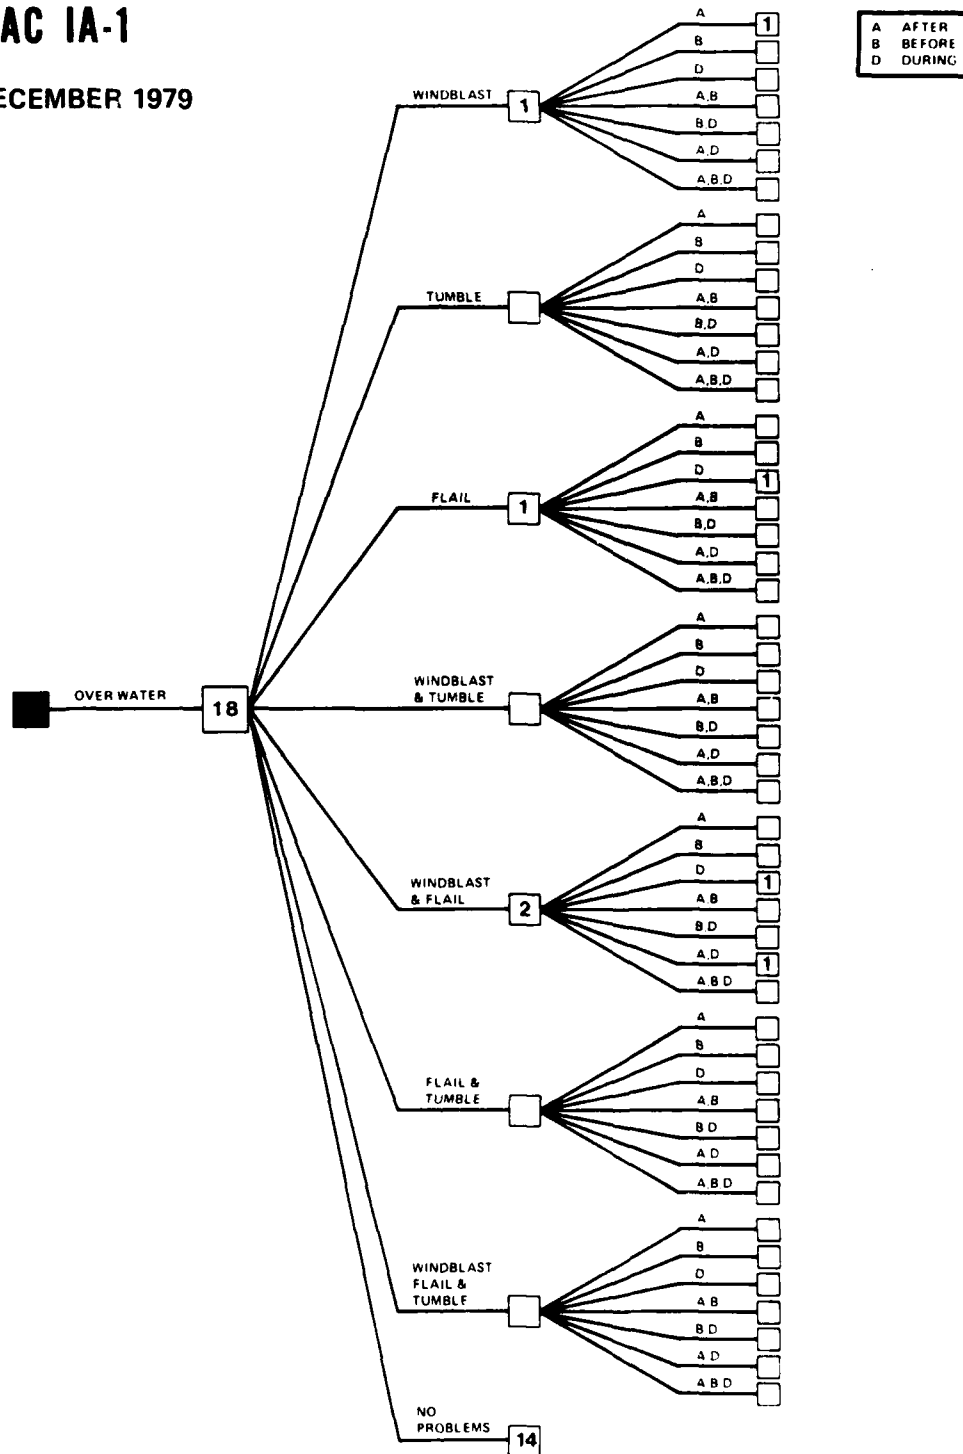 AC IA-1
ECEMBER 1979
A AFTER
B BEFORE
D DURING
OVER WATER
18
WINDBLAST
1
A
1
B
D
A,B
B,D
A,D
A,B,D
TUMBLE
A
B
D
A,B
B,D
A,D
A,B,D
FLAIL
1
A
B
D
1
A,B
B,D
A,D
A,B,D
WINDBLAST
& TUMBLE
A
B
D
A,B
B,D
A,D
A,B,D
WINDBLAST
& FLAIL
2
A
B
D
1
A,B
B,D
A,D
1
A,B D
FLAIL &
TUMBLE
A
B
D
A,B
B D
A D
A,B D
WINDBLAST
FLAIL &
TUMBLE
A
B
D
A B
B D
A D
A B D
NO
PROBLEMS
14